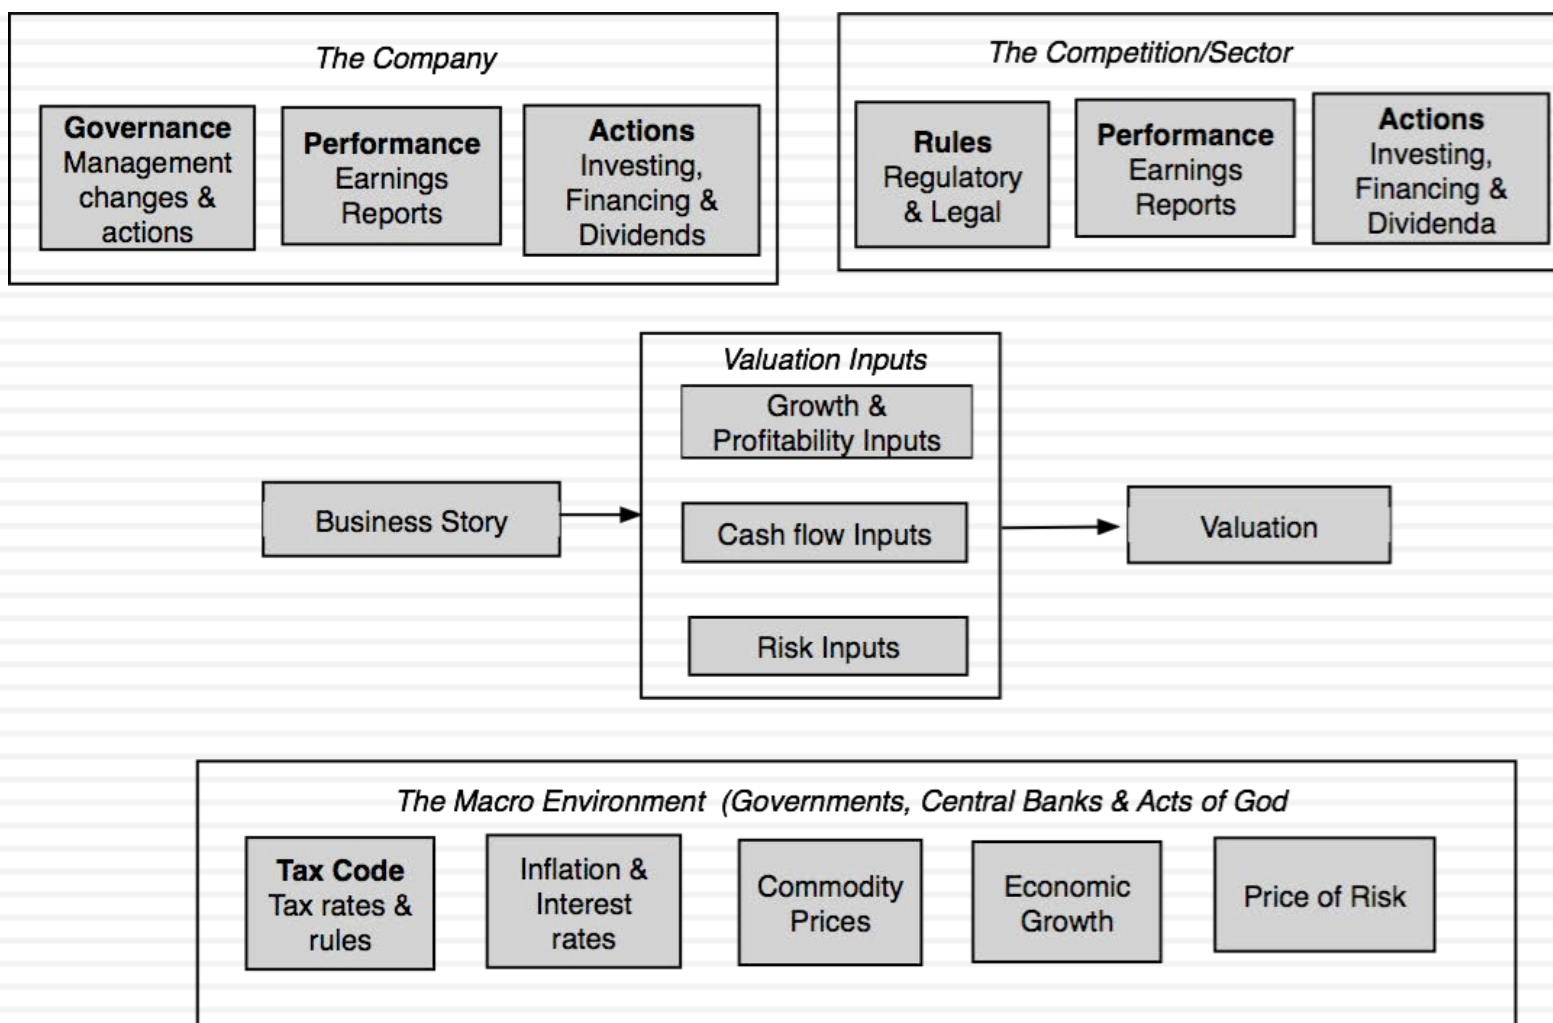 The Company
Governance
Management
changes &
actions
Performance
Earnings
Reports
Actions
Investing,
Financing &
Dividends
The Competition/Sector
Rules
Regulatory
& Legal
Performance
Earnings
Reports
Actions
Investing,
Financing &
Dividenda
Business Story
Valuation Inputs
Growth &
Profitability Inputs
Cash flow Inputs
Risk Inputs
Valuation
The Macro Environment (Governments, Central Banks & Acts of God
Tax Code
Tax rates &
rules
Inflation &
Interest
rates
Commodity
Prices
Economic
Growth
Price of Risk